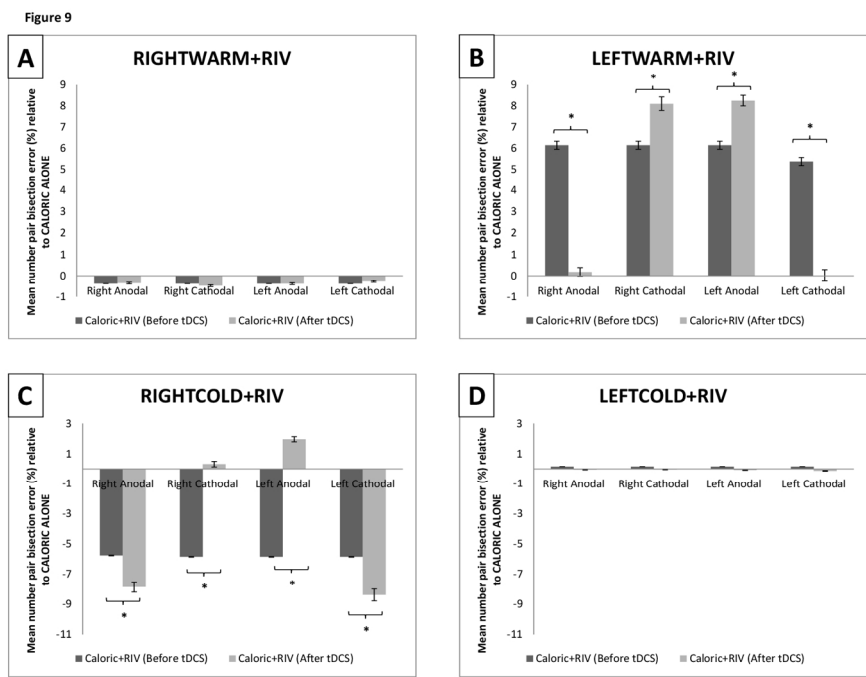 Figure 9
A
RIGHTWARM+RIV
Mean number pair bisection error (%) relative
to CALORIC ALONE
9
8
7
6
5
4
3
2
1
0
-1
Right Anodal Right Cathodal Left Anodal Left Cathodal
Caloric+RIV (Before tDCS) Caloric+RIV (After tDCS)
B
LEFTWARM+RIV
Mean number pair bisection error (%) relative
to CALORIC ALONE
9
8
7
6
5
4
3
2
1
0
-1
* * * *
Right Anodal Right Cathodal Left Anodal Left Cathodal
Caloric+RIV (Before tDCS) Caloric+RIV (After tDCS)
C
RIGHTCOLD+RIV
Mean number pair bisection error (%) relative
to CALORIC ALONE
3
1
-1
-3
-5
-7
-9
-11
Right Anodal Right Cathodal Left Anodal Left Cathodal
* * * *
Caloric+RIV (Before tDCS) Caloric+RIV (After tDCS)
D
LEFTCOLD+RIV
Mean number pair bisection error (%) relative
to CALORIC ALONE
3
1
-1
-3
-5
-7
-9
-11
Right Anodal Right Cathodal Left Anodal Left Cathodal
Caloric+RIV (Before tDCS) Caloric+RIV (After tDCS)